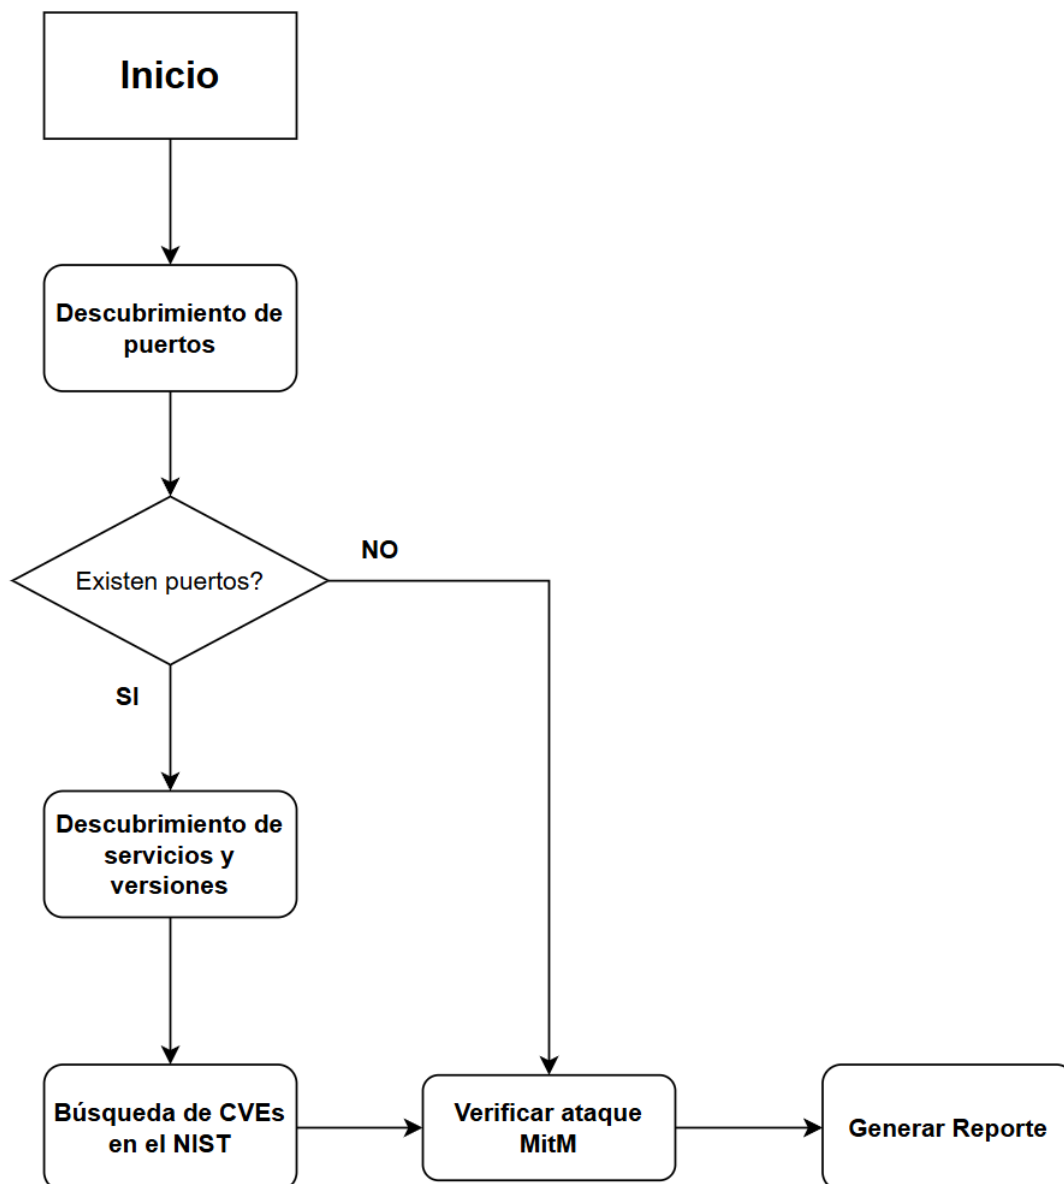 Inicio
Descubrimiento de
puertos
NO
Existen puertos?
SI
Descubrimiento de
servicios y
versiones
Búsqueda de CVEs
en el NIST
Verificar ataque
MitM
Generar Reporte